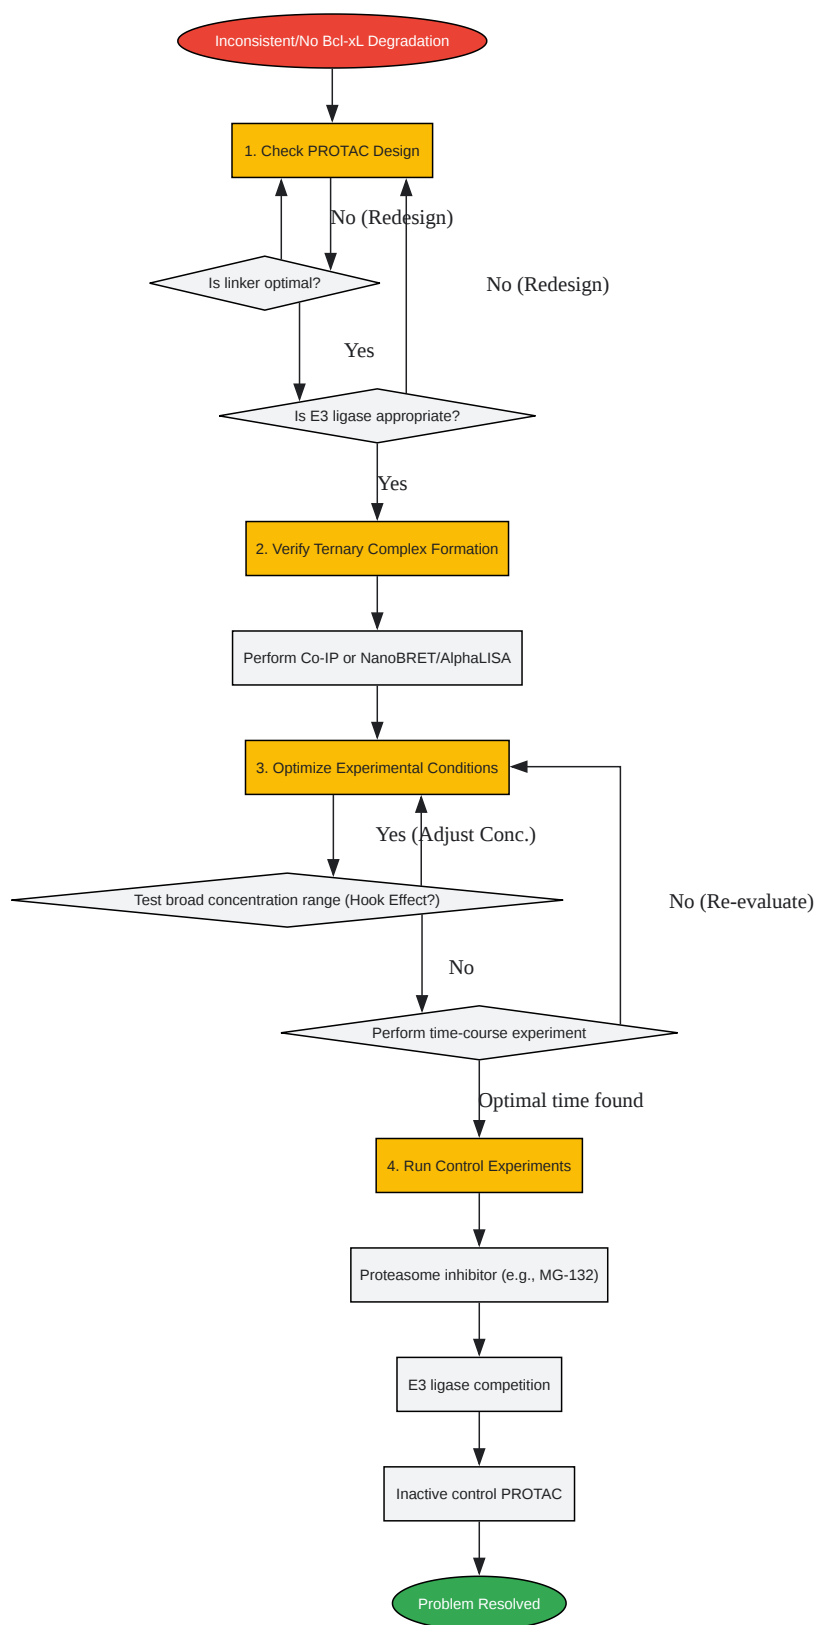 Inconsistent/No Bcl-xL Degradation
1. Check PROTAC Design
No (Redesign)
Is linker optimal?
No (Redesign)
Yes
Is E3 ligase appropriate?
Yes
2. Verify Ternary Complex Formation
Perform Co-IP or NanoBRET/AlphaLISA
3. Optimize Experimental Conditions
Yes (Adjust Conc.)
Test broad concentration range (Hook Effect?)
No (Re-evaluate)
No
Perform time-course experiment
Optimal time found
4. Run Control Experiments
Proteasome inhibitor (e.g., MG-132)
E3 ligase competition
Inactive control PROTAC
Problem Resolved